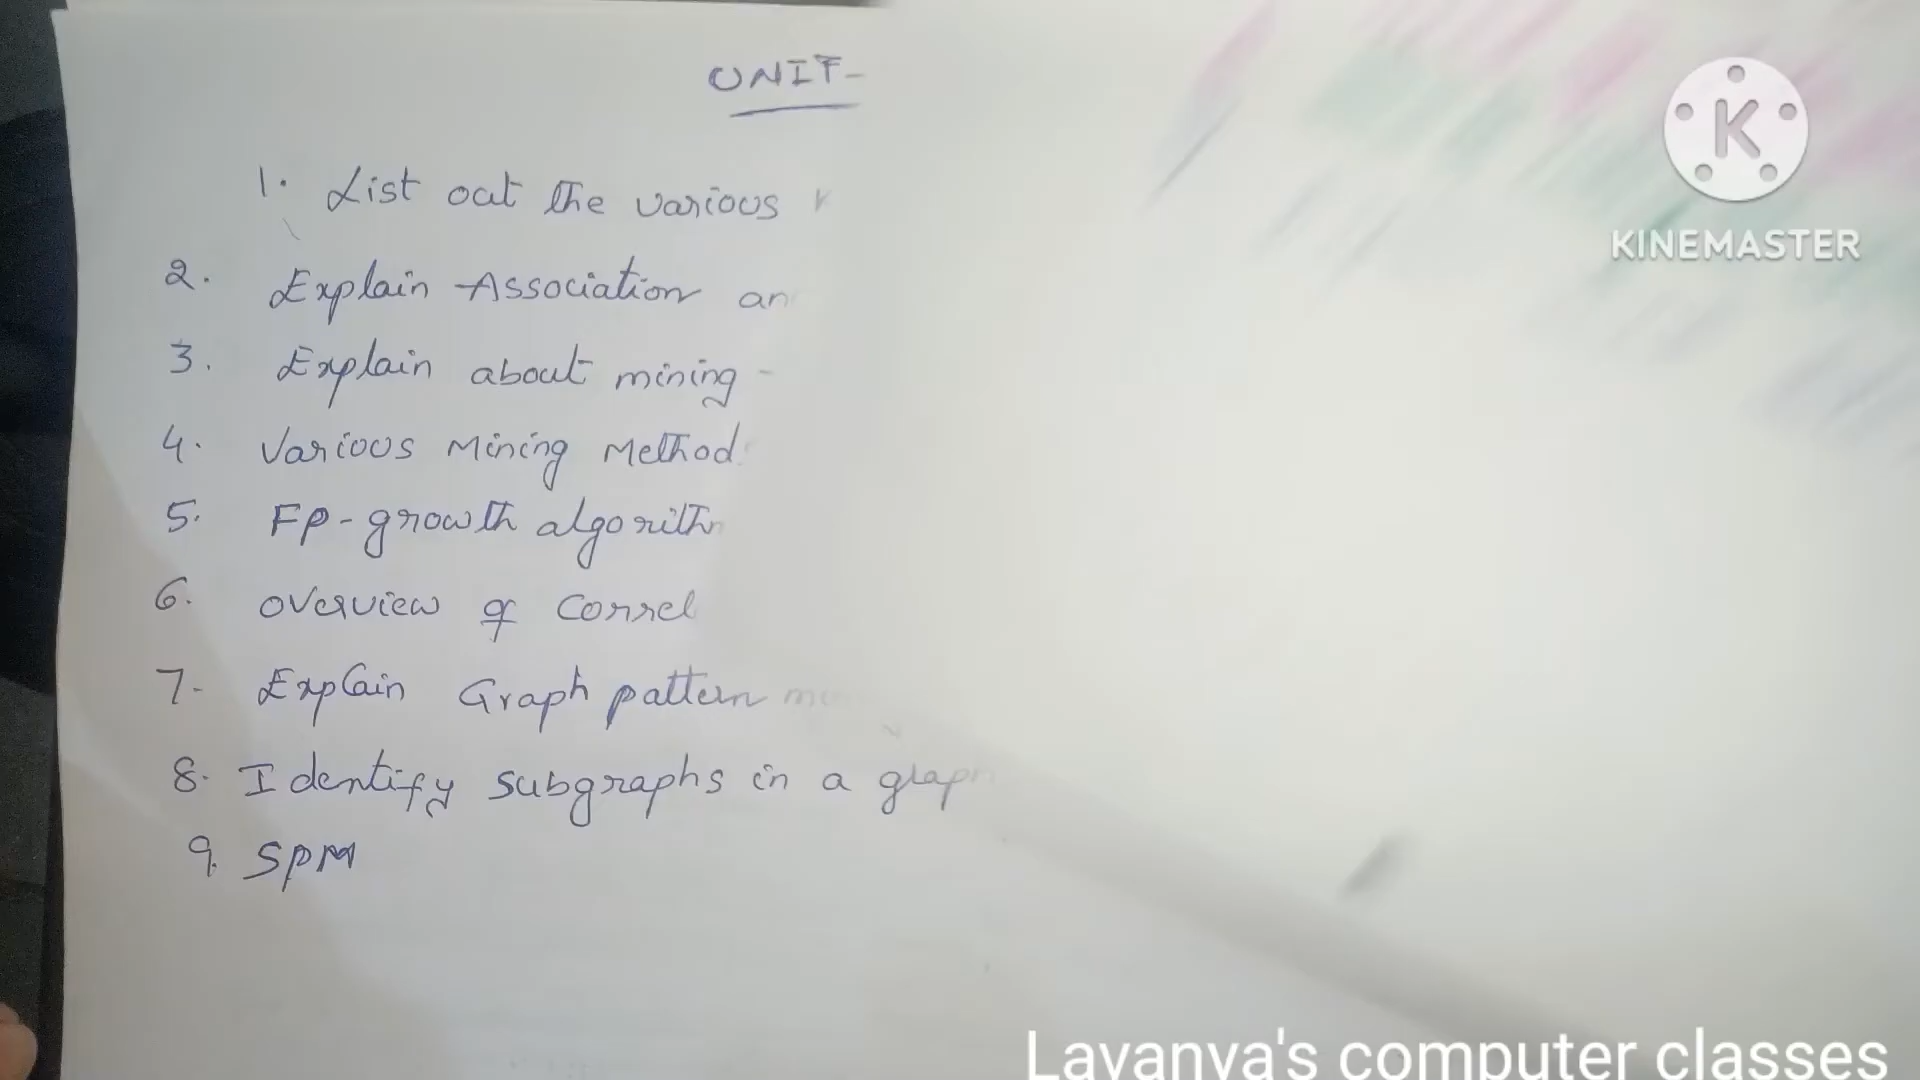 UNIT-
1. List out the various
2. Explain Association an
3. Explain about mining -
4. Various Mining Method
5. FP-growth algorith
6. Overview of Correl
7. Explain Graph pattern
8. Identify subgraphs in a graph
9. SPM
K
KINEMASTER
Lavanya's computer classes